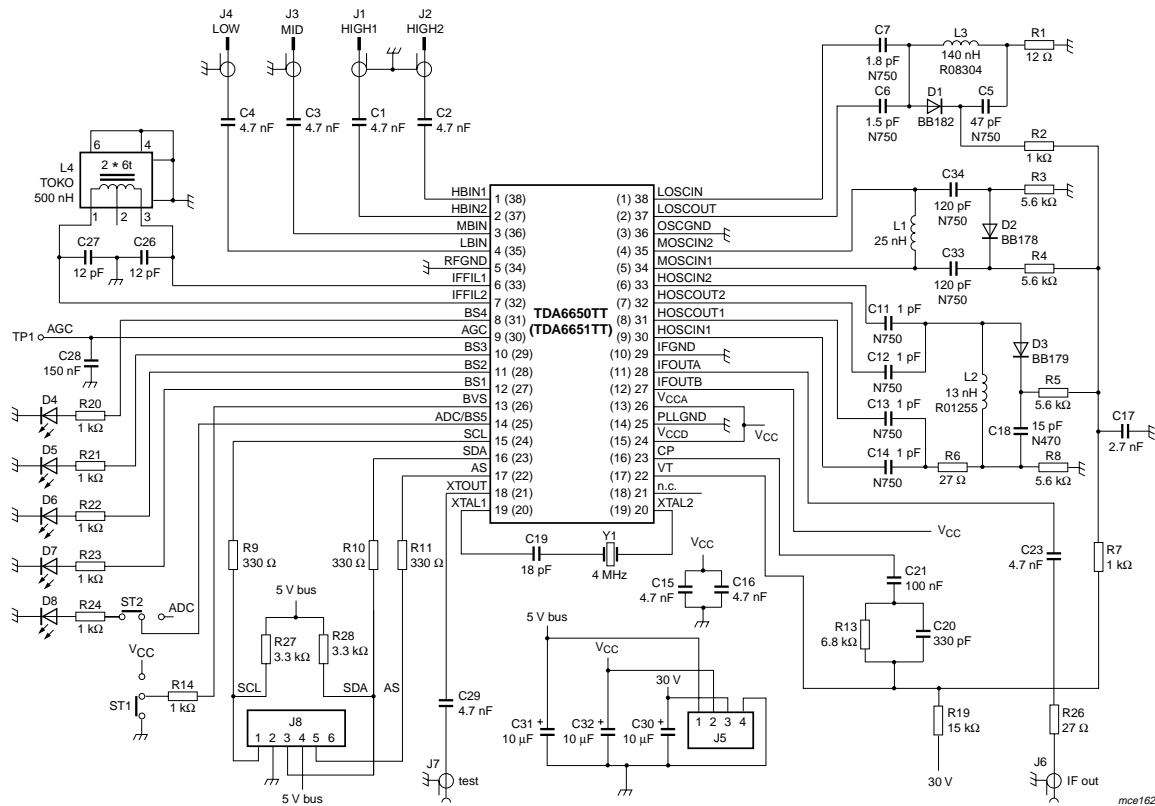 J4
LOW
J3
MID
J1
HIGH1
J2
HIGH2
C4
4.7 nF
C3
4.7 nF
C1
4.7 nF
C2
4.7 nF
C7
1.8 pF
N750
L3
140 nH
R08304
R1
12 Ω
C6
1.5 pF
N750
D1
BB182
C5
47 pF
N750
R2
1 kΩ
6
4
L4
TOKO
500 nH
2 * 6t
1
2
3
C27
12 pF
C26
12 pF
HBIN1
HBIN2
MBIN
LBIN
RFGND
IFFIL1
IFFIL2
BS4
AGC
BS3
BS2
BS1
BVS
ADC/BS5
SCL
SDA
AS
XTOUT
XTAL1
1 (38)
2 (37)
3 (36)
4 (35)
5 (34)
6 (33)
7 (32)
8 (31)
9 (30)
10 (29)
11 (28)
12 (27)
13 (26)
14 (25)
15 (24)
16 (23)
17 (22)
18 (21)
19 (20)
TDA6650TT
(TDA6651TT)
(1) 38
(2) 37
(3) 36
(4) 35
(5) 34
(6) 33
(7) 32
(8) 31
(9) 30
(10) 29
(11) 28
(12) 27
(13) 26
(14) 25
(15) 24
(16) 23
(17) 22
(18) 21
(19) 20
LOSCIN
LOSCOUT
OSCGND
MOSCIN2
MOSCIN1
HOSCIN2
HOSCOUT2
HOSCOUT1
HOSCIN1
IFGND
IFOUTA
IFOUTB
VCCA
PLLGND
VCCD
CP
VT
n.c.
XTAL2
VCC
C34
120 pF
N750
R3
5.6 kΩ
L1
25 nH
D2
BB178
C33
120 pF
N750
R4
5.6 kΩ
C11 1 pF
N750
C12 1 pF
N750
C13 1 pF
N750
C14 1 pF
N750
D3
BB179
L2
13 nH
R01255
R5
5.6 kΩ
C18
15 pF
N470
R6
27 Ω
R8
5.6 kΩ
C17
2.7 nF
TP1
AGC
C28
150 nF
D4
R20
1 kΩ
D5
R21
1 kΩ
D6
R22
1 kΩ
D7
R23
1 kΩ
D8
R24
1 kΩ
ST2
ADC
VCC
ST1
R14
1 kΩ
R9
330 Ω
R10
330 Ω
R11
330 Ω
5 V bus
R27
3.3 kΩ
R28
3.3 kΩ
SCL
SDA
AS
J8
1 2 3 4 5 6
5 V bus
C29
4.7 nF
J7
test
C19
18 pF
Y1
4 MHz
VCC
C15
4.7 nF
C16
4.7 nF
5 V bus
VCC
30 V
C31
10 μF
+
C32
10 μF
+
C30
10 μF
+
1 2 3 4
J5
VCC
C21
100 nF
R13
6.8 kΩ
C20
330 pF
C23
4.7 nF
R7
1 kΩ
R19
15 kΩ
30 V
R26
27 Ω
J6
IF out
mce162